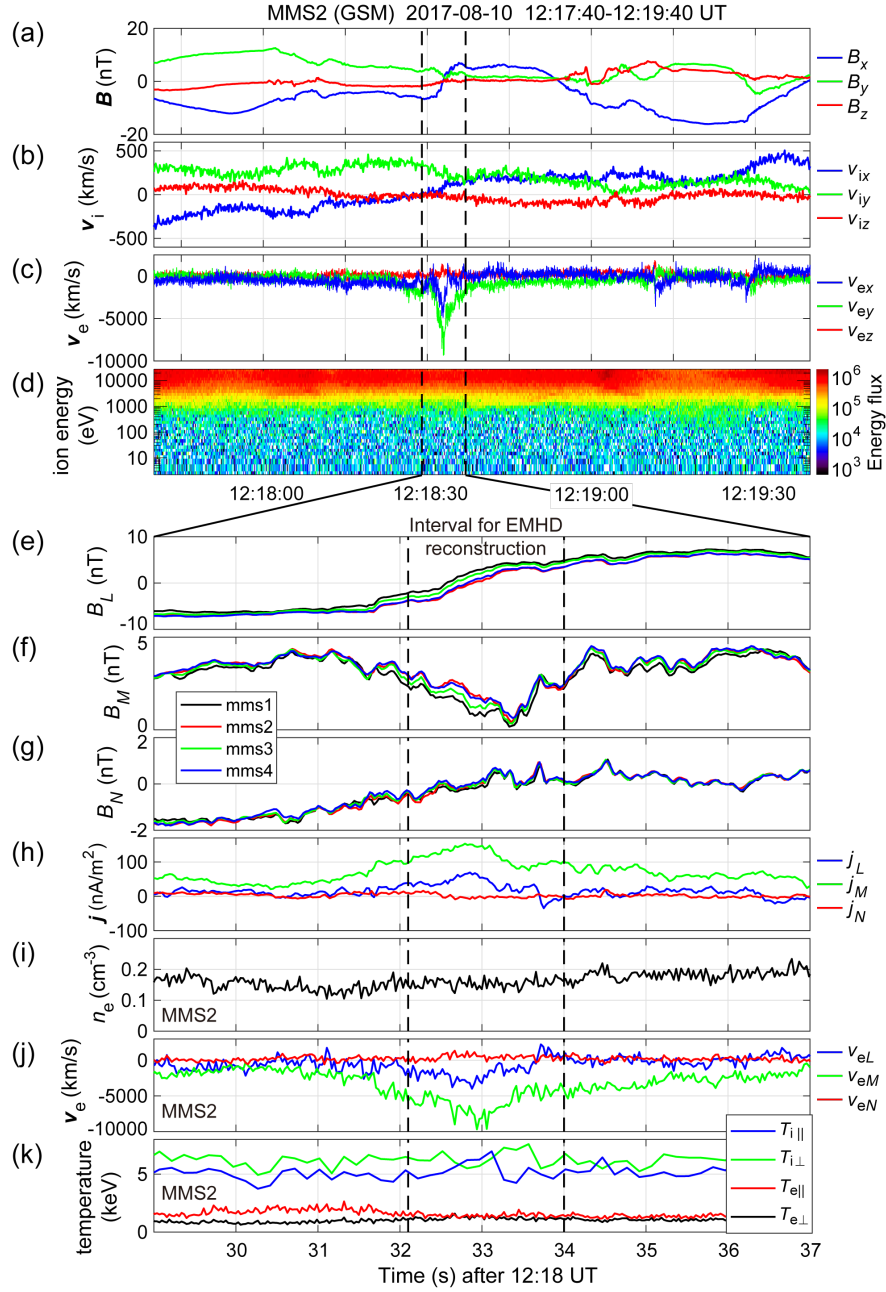 MMS2 (GSM) 2017-08-10 12:17:40-12:19:40 UT
(a)
B (nT)
20
0
-20
Bx
By
Bz
(b)
vi (km/s)
500
0
-500
vix
viy
viz
(c)
ve (km/s)
0
-5000
-10000
vex
vey
vez
(d)
ion energy
(eV)
10000
1000
100
10
10^6
10^5
10^4
10^3
Energy flux
12:18:00
12:18:30
12:19:00
12:19:30
Interval for EMHD
reconstruction
(e)
BL (nT)
10
0
-10
(f)
BM (nT)
5
0
mms1
mms2
mms3
mms4
(g)
BN (nT)
2
0
-2
(h)
j (nA/m^2)
100
0
-100
jL
jM
jN
(i)
ne (cm^-3)
0.2
0.1
0
MMS2
(j)
ve (km/s)
0
-5000
-10000
MMS2
veL
veM
veN
(k)
temperature
(keV)
5
0
MMS2
Ti||
Ti⊥
Te||
Te⊥
30
31
32
33
34
35
36
37
Time (s) after 12:18 UT